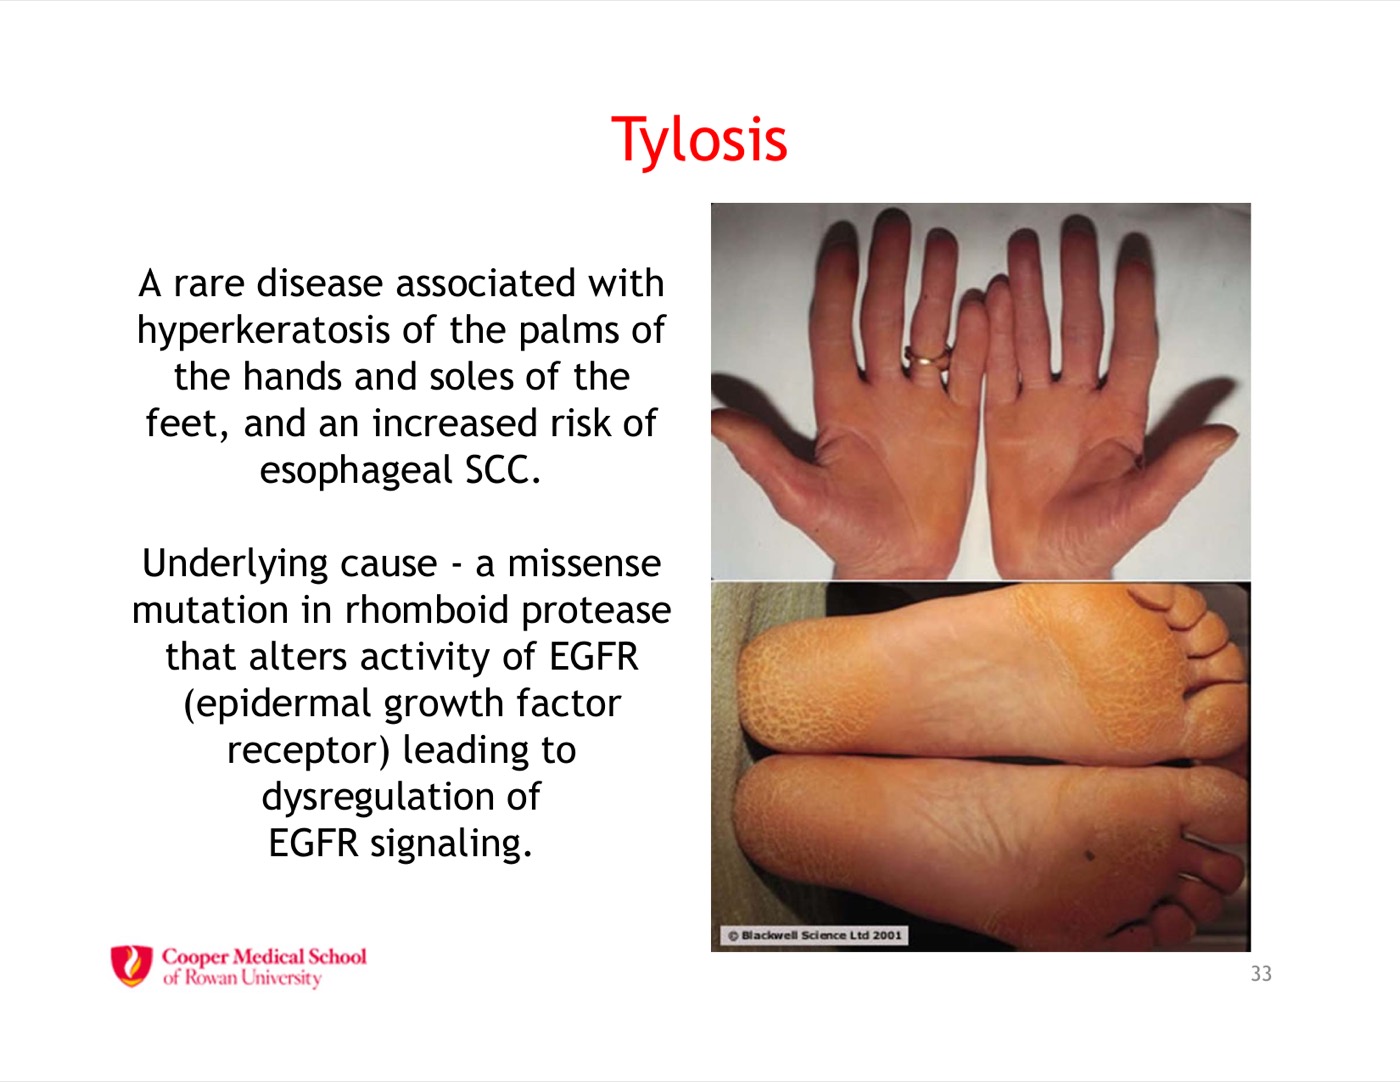 Tylosis
A rare disease associated with
hyperkeratosis of the palms of
the hands and soles of the
feet, and an increased risk of
esophageal SCC.
Underlying cause - a missense
mutation in rhomboid protease
that alters activity of EGFR
(epidermal growth factor
receptor) leading to
dysregulation of
EGFR signaling.
© Blackwell Science Ltd 2001
Cooper Medical School
of Rowan University
33